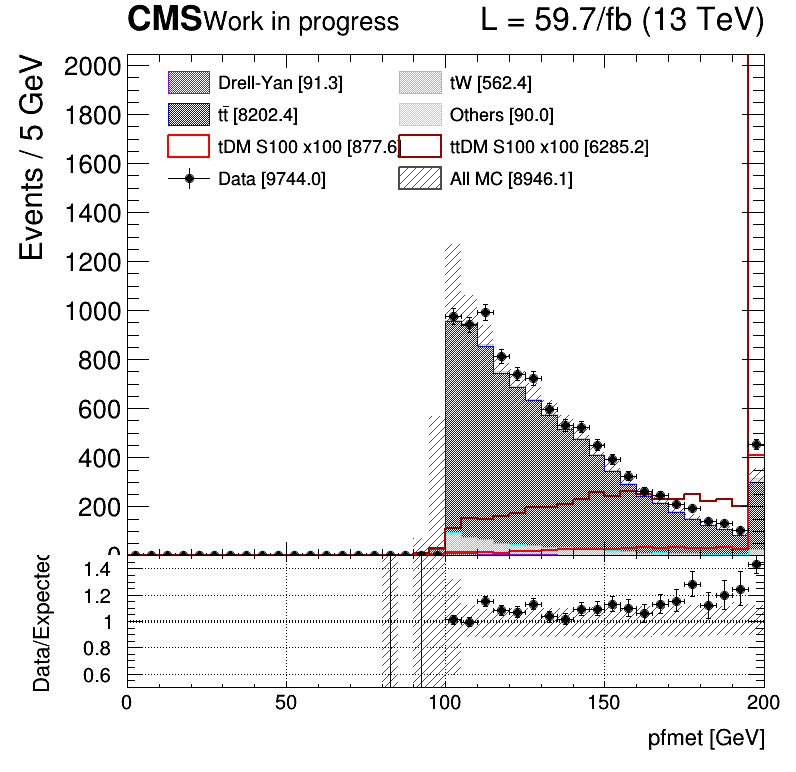 CMS Work in progress L = 59.7/fb (13 TeV)
Events / 5 GeV
2000
1800
1600
1400
1200
1000
800
600
400
200
0
Drell-Yan [91.3] tW [562.4]
tt̄ [8202.4] Others [90.0]
tDM S100 x100 [877.6] ttDM S100 x100 [6285.2]
Data [9744.0] All MC [8946.1]
Data/Expected
1.4
1.2
1
0.8
0.6
0 50 100 150 200
pfmet [GeV]